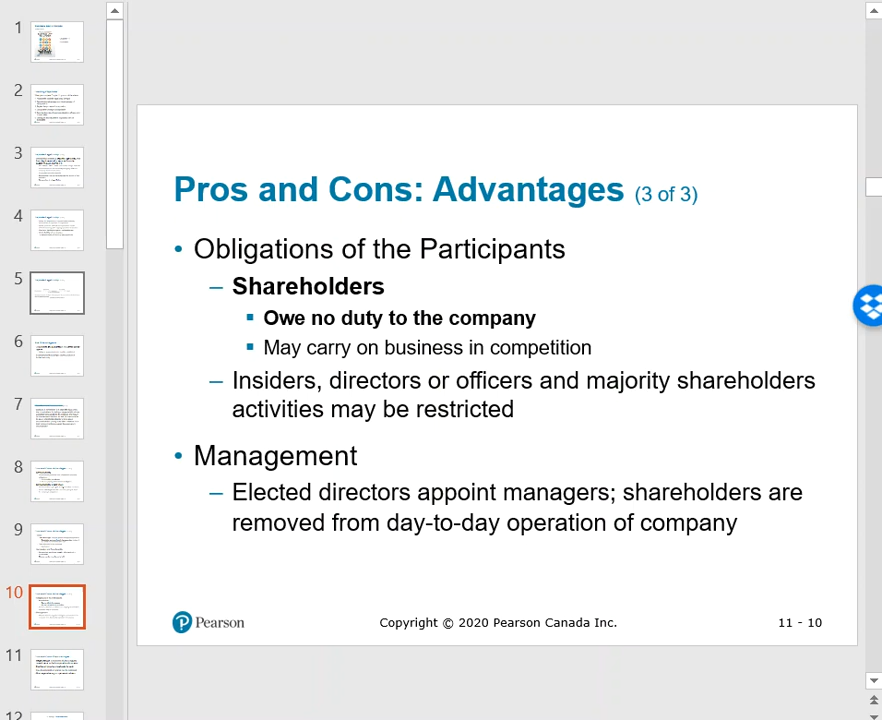 1
2
3
4
5
6
7
8
9
10
11
12
Pros and Cons: Advantages (3 of 3)
• Obligations of the Participants
– Shareholders
▪ Owe no duty to the company
▪ May carry on business in competition
– Insiders, directors or officers and majority shareholders
activities may be restricted
• Management
– Elected directors appoint managers; shareholders are
removed from day-to-day operation of company
Pearson
Copyright © 2020 Pearson Canada Inc.
11 - 10